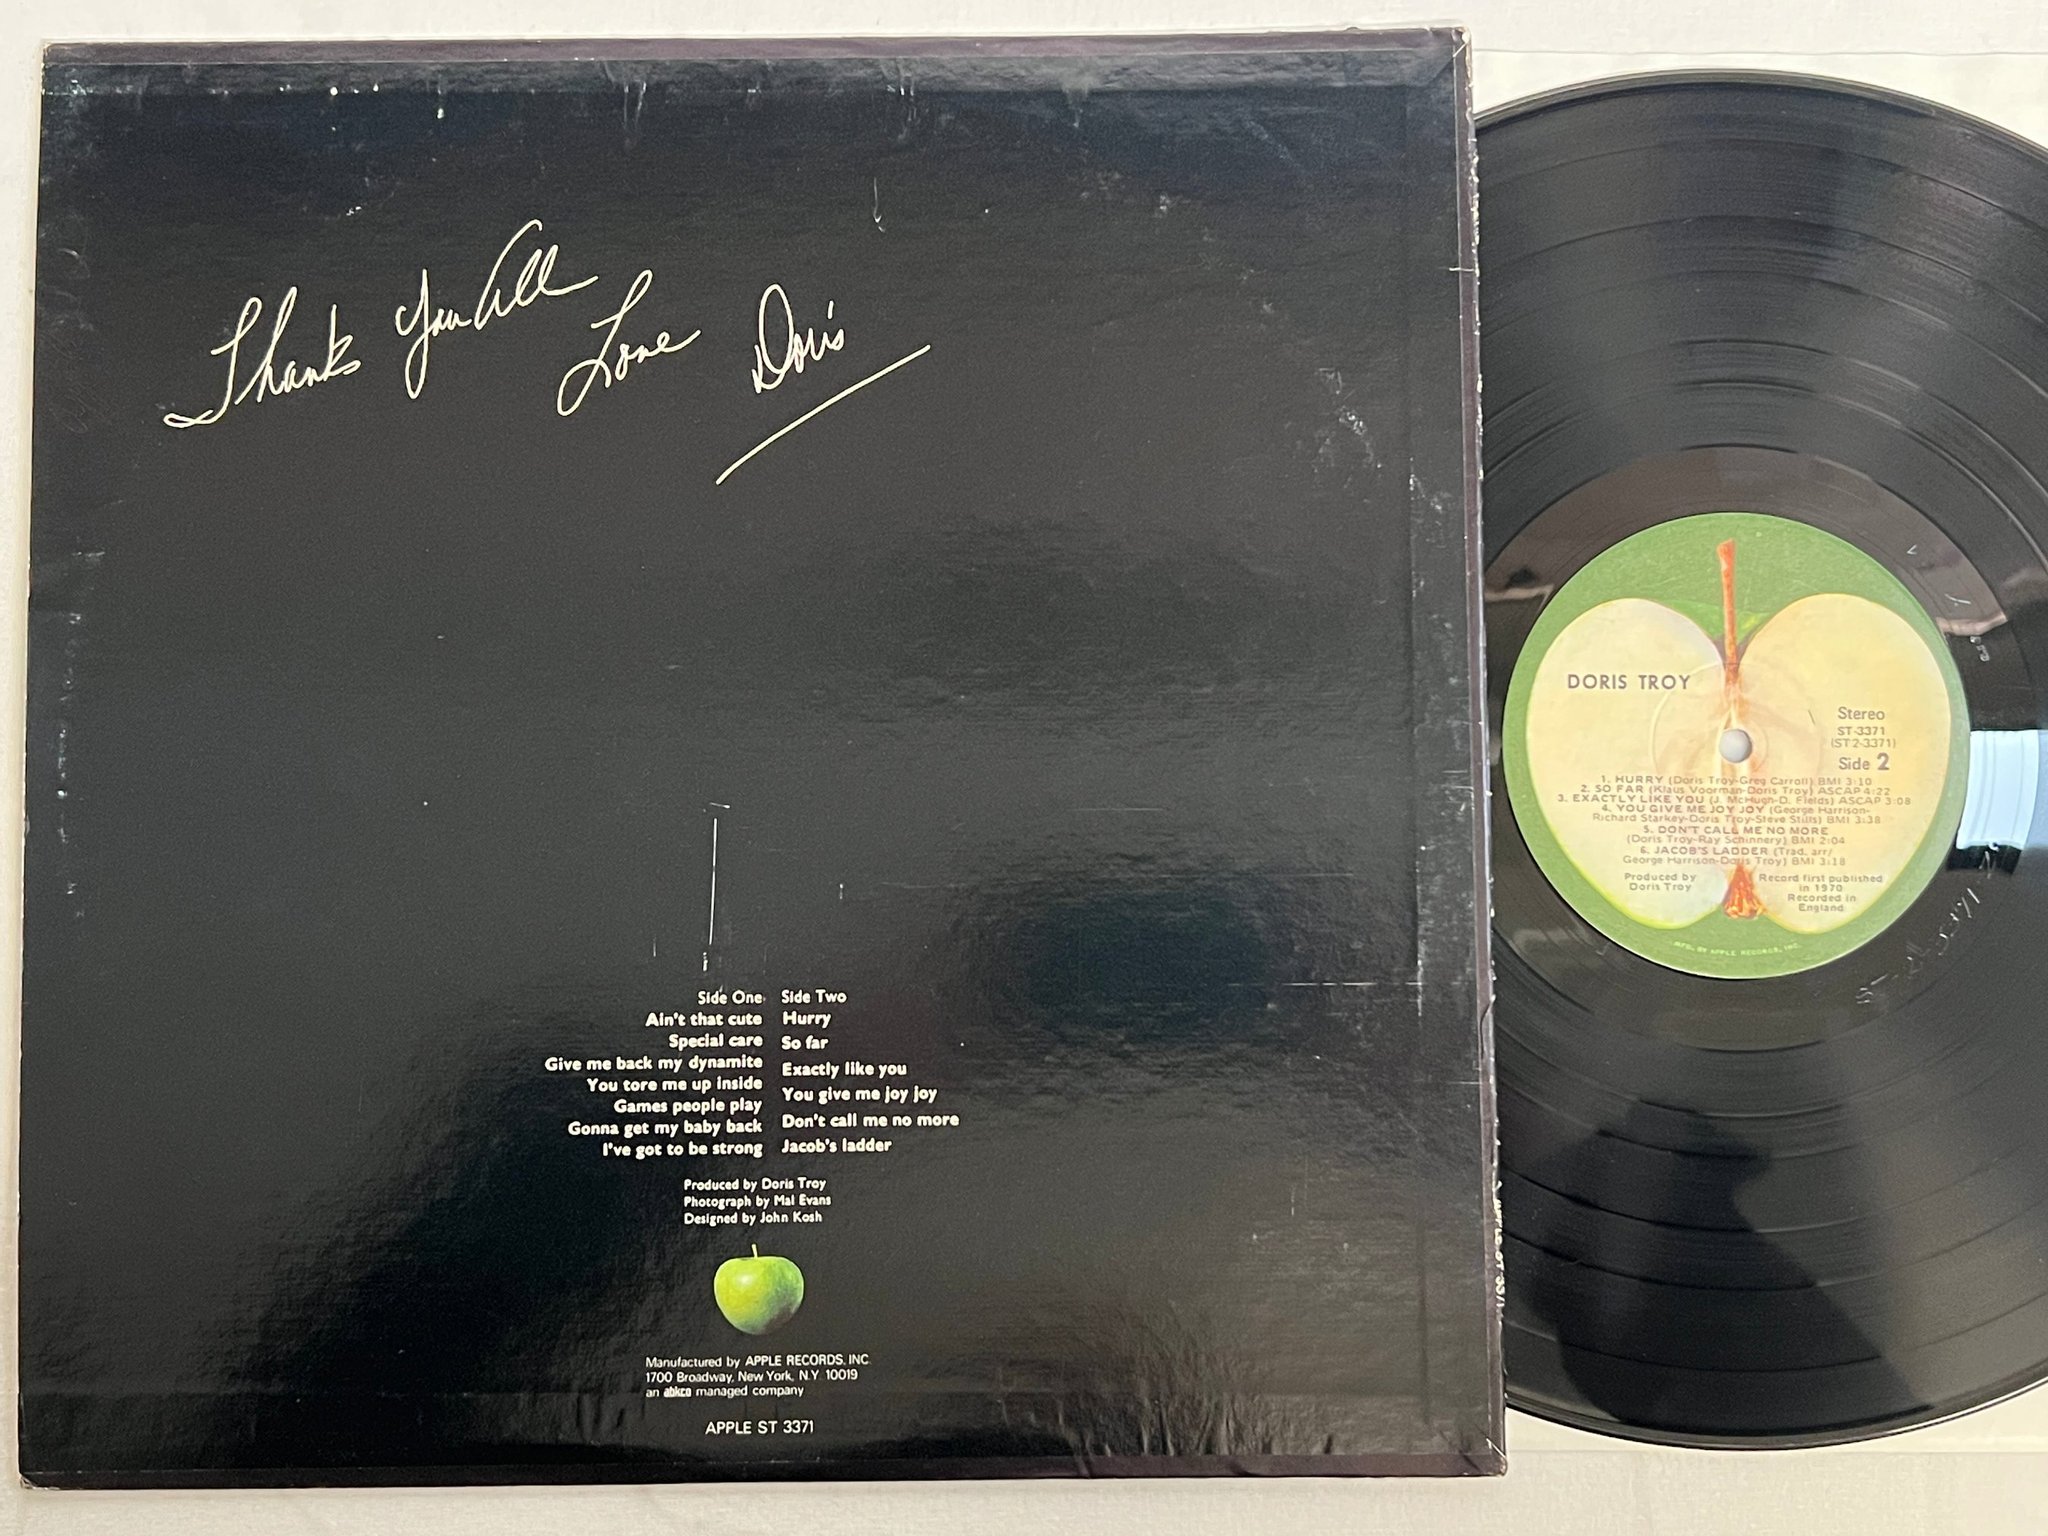 Thanks You All
Love Doris
Side One
Ain't that cute
Special care
Give me back my dynamite
You tore me up inside
Games people play
Gonna get my baby back
I've got to be strong
Side Two
Hurry
So far
Exactly like you
You give me joy joy
Don't call me no more
Jacob's ladder
Produced by Doris Troy
Photograph by Mal Evans
Designed by John Kosh
Manufactured by APPLE RECORDS, INC.
1700 Broadway, New York, N.Y. 10019
an abkco managed company
APPLE ST 3371
DORIS TROY
Stereo
ST-3371
(ST 2-3371)
Side 2
1. HURRY (Doris Troy-Greg Carroll) BMI 3:10
2. SO FAR (Klaus Voorman-Doris Troy) ASCAP 4:22
3. EXACTLY LIKE YOU (J. McHugh-D. Fields) ASCAP 3:08
4. YOU GIVE ME JOY JOY (George Harrison-
Richard Starkey-Doris Troy-Steve Stills) BMI 3:38
5. DON'T CALL ME NO MORE
(Doris Troy-Ray Schinnery) BMI 2:04
6. JACOB'S LADDER (Trad. arr/
George Harrison-Doris Troy) BMI 3:18
Produced by
Doris Troy
Record first published
in 1970
Recorded in
England
MFD. BY APPLE RECORDS, INC.